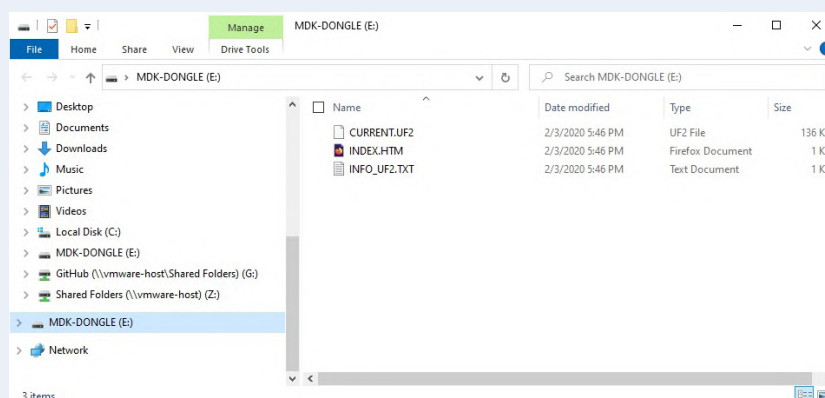 Manage
MDK-DONGLE (E:)
File
Home
Share
View
Drive Tools
MDK-DONGLE (E:)
Search MDK-DONGLE (E:)
Desktop
Documents
Downloads
Music
Pictures
Videos
Local Disk (C:)
MDK-DONGLE (E:)
GitHub (\\vmware-host\Shared Folders) (G:)
Shared Folders (\\vmware-host) (Z:)
MDK-DONGLE (E:)
Network
Name Date modified Type Size
CURRENT.UF2 2/3/2020 5:46 PM UF2 File 136 K
INDEX.HTM 2/3/2020 5:46 PM Firefox Document 1 K
INFO_UF2.TXT 2/3/2020 5:46 PM Text Document 1 K
3 items